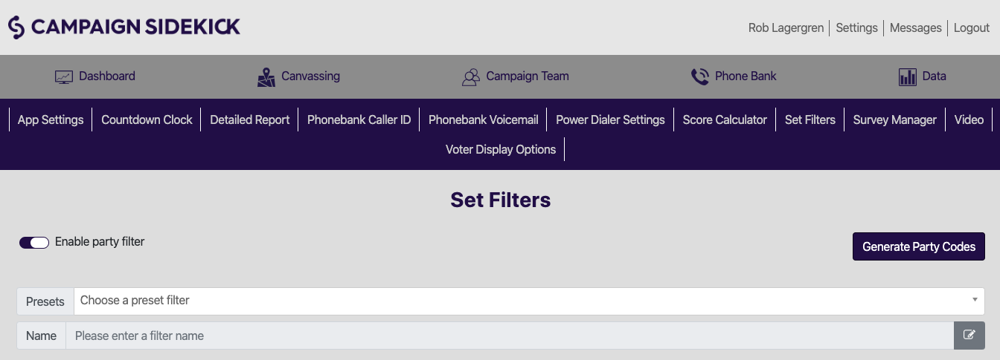 CAMPAIGN SIDEKICK
Rob Lagergren Settings Messages Logout
Dashboard Canvassing Campaign Team Phone Bank Data
App Settings Countdown Clock Detailed Report Phonebank Caller ID Phonebank Voicemail Power Dialer Settings Score Calculator Set Filters Survey Manager Video
Voter Display Options
Set Filters
Enable party filter
Generate Party Codes
Presets Choose a preset filter
Name Please enter a filter name